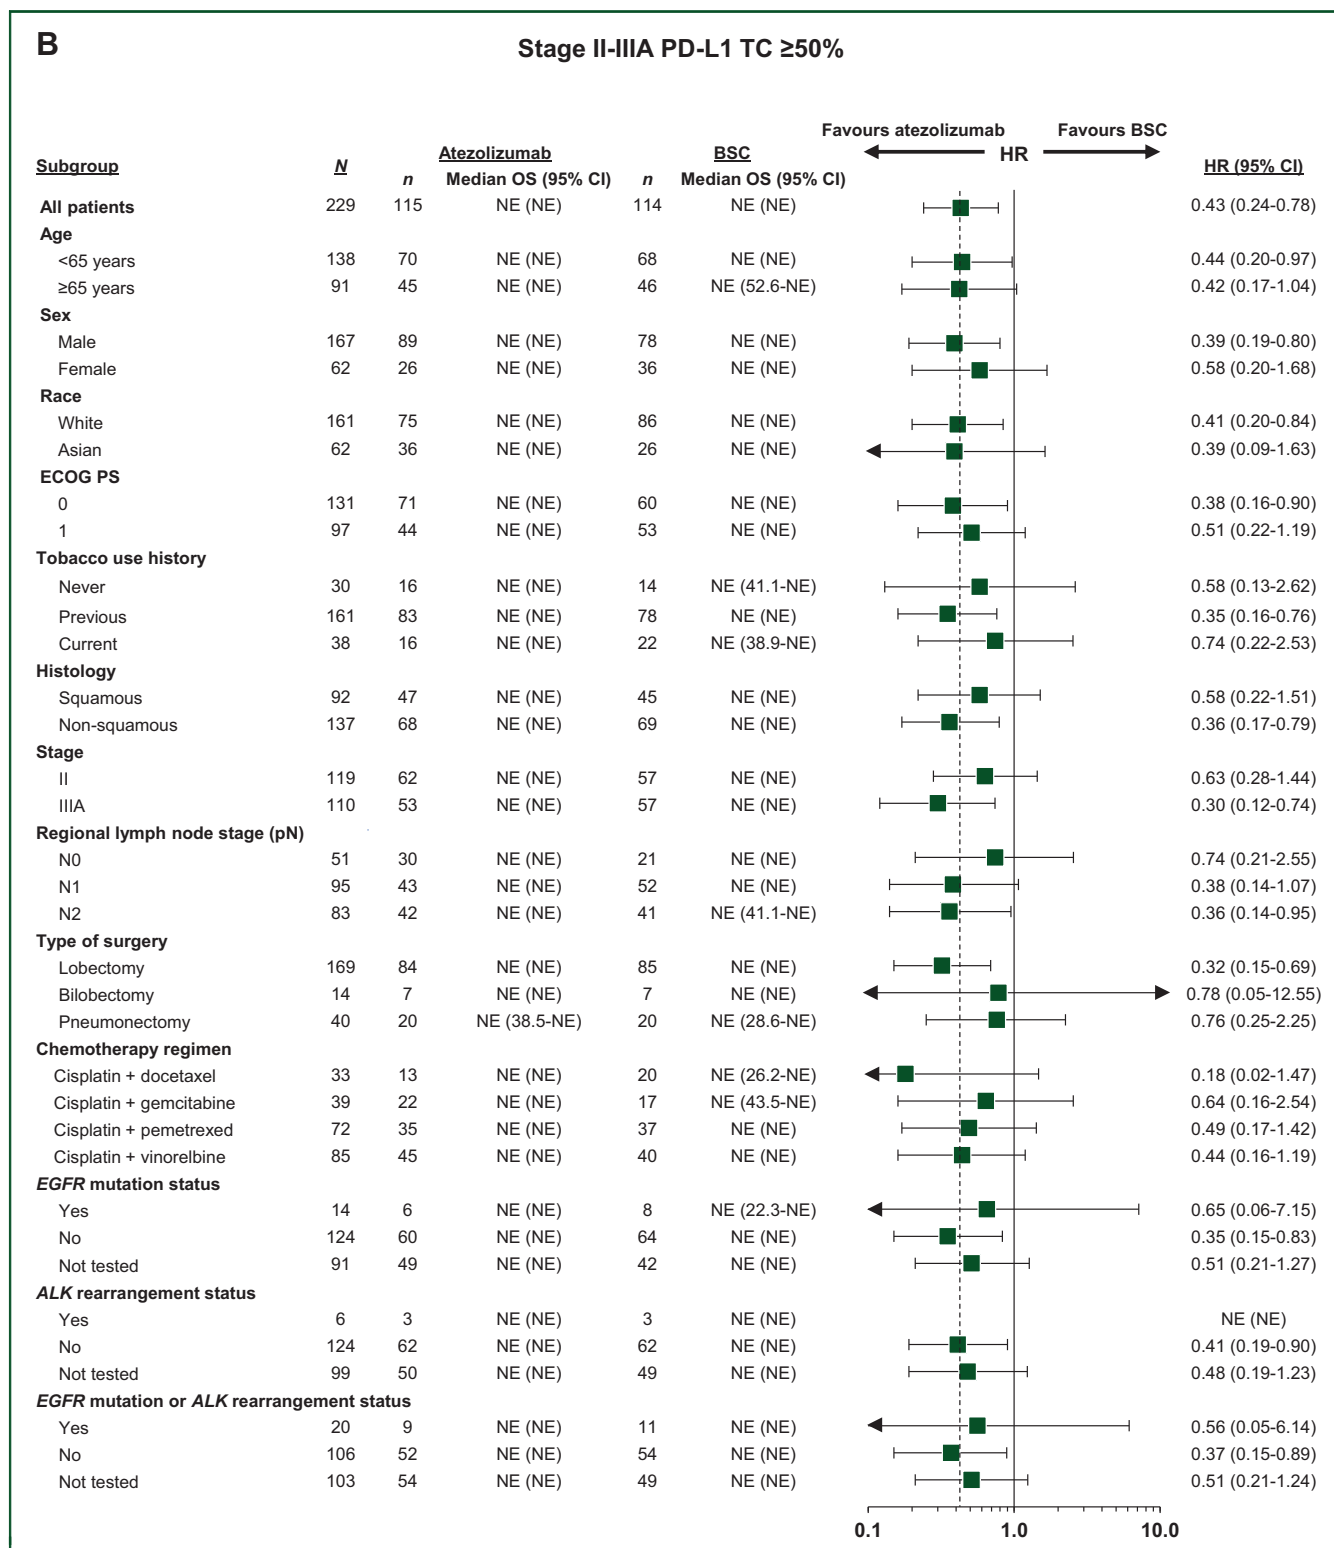 B
Stage II-IIIA PD-L1 TC ≥50%
Favours atezolizumab Favours BSC
HR
Subgroup N Atezolizumab BSC HR (95% CI)
n Median OS (95% CI) n Median OS (95% CI)
All patients 229 115 NE (NE) 114 NE (NE) 0.43 (0.24-0.78)
Age
<65 years 138 70 NE (NE) 68 NE (NE) 0.44 (0.20-0.97)
≥65 years 91 45 NE (NE) 46 NE (52.6-NE) 0.42 (0.17-1.04)
Sex
Male 167 89 NE (NE) 78 NE (NE) 0.39 (0.19-0.80)
Female 62 26 NE (NE) 36 NE (NE) 0.58 (0.20-1.68)
Race
White 161 75 NE (NE) 86 NE (NE) 0.41 (0.20-0.84)
Asian 62 36 NE (NE) 26 NE (NE) 0.39 (0.09-1.63)
ECOG PS
0 131 71 NE (NE) 60 NE (NE) 0.38 (0.16-0.90)
1 97 44 NE (NE) 53 NE (NE) 0.51 (0.22-1.19)
Tobacco use history
Never 30 16 NE (NE) 14 NE (41.1-NE) 0.58 (0.13-2.62)
Previous 161 83 NE (NE) 78 NE (NE) 0.35 (0.16-0.76)
Current 38 16 NE (NE) 22 NE (38.9-NE) 0.74 (0.22-2.53)
Histology
Squamous 92 47 NE (NE) 45 NE (NE) 0.58 (0.22-1.51)
Non-squamous 137 68 NE (NE) 69 NE (NE) 0.36 (0.17-0.79)
Stage
II 119 62 NE (NE) 57 NE (NE) 0.63 (0.28-1.44)
IIIA 110 53 NE (NE) 57 NE (NE) 0.30 (0.12-0.74)
Regional lymph node stage (pN)
N0 51 30 NE (NE) 21 NE (NE) 0.74 (0.21-2.55)
N1 95 43 NE (NE) 52 NE (NE) 0.38 (0.14-1.07)
N2 83 42 NE (NE) 41 NE (41.1-NE) 0.36 (0.14-0.95)
Type of surgery
Lobectomy 169 84 NE (NE) 85 NE (NE) 0.32 (0.15-0.69)
Bilobectomy 14 7 NE (NE) 7 NE (NE) 0.78 (0.05-12.55)
Pneumonectomy 40 20 NE (38.5-NE) 20 NE (28.6-NE) 0.76 (0.25-2.25)
Chemotherapy regimen
Cisplatin + docetaxel 33 13 NE (NE) 20 NE (26.2-NE) 0.18 (0.02-1.47)
Cisplatin + gemcitabine 39 22 NE (NE) 17 NE (43.5-NE) 0.64 (0.16-2.54)
Cisplatin + pemetrexed 72 35 NE (NE) 37 NE (NE) 0.49 (0.17-1.42)
Cisplatin + vinorelbine 85 45 NE (NE) 40 NE (NE) 0.44 (0.16-1.19)
EGFR mutation status
Yes 14 6 NE (NE) 8 NE (22.3-NE) 0.65 (0.06-7.15)
No 124 60 NE (NE) 64 NE (NE) 0.35 (0.15-0.83)
Not tested 91 49 NE (NE) 42 NE (NE) 0.51 (0.21-1.27)
ALK rearrangement status
Yes 6 3 NE (NE) 3 NE (NE) NE (NE)
No 124 62 NE (NE) 62 NE (NE) 0.41 (0.19-0.90)
Not tested 99 50 NE (NE) 49 NE (NE) 0.48 (0.19-1.23)
EGFR mutation or ALK rearrangement status
Yes 20 9 NE (NE) 11 NE (NE) 0.56 (0.05-6.14)
No 106 52 NE (NE) 54 NE (NE) 0.37 (0.15-0.89)
Not tested 103 54 NE (NE) 49 NE (NE) 0.51 (0.21-1.24)
0.1 1.0 10.0